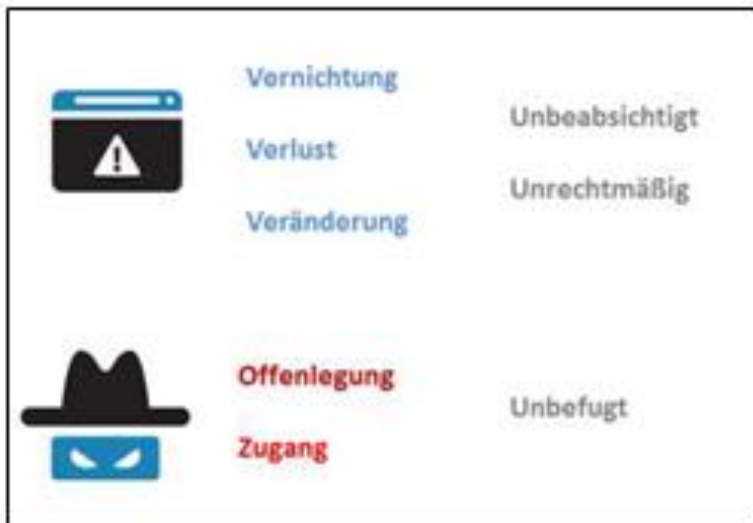 Vernichtung
Unbeabsichtigt
Verlust
Unrechtmäßig
Veränderung
Offenlegung
Unbefugt
Zugang